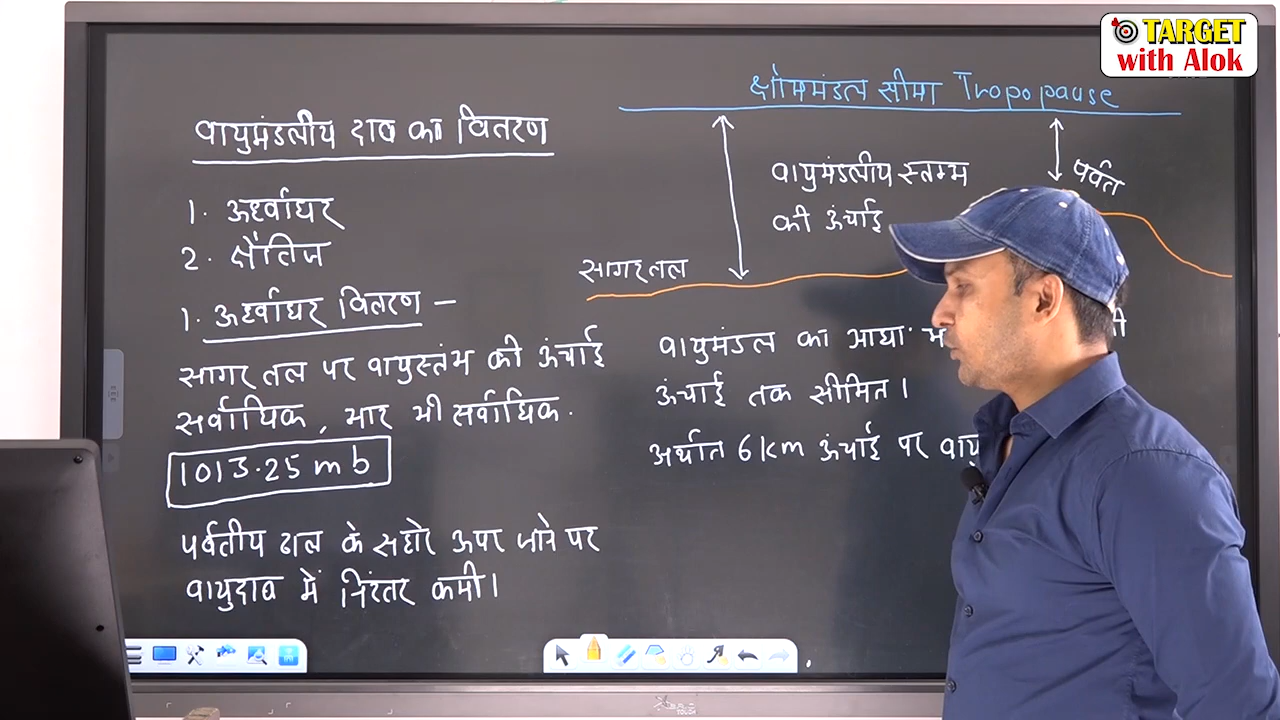 TARGET
with Alok
क्षोभमंडल सीमा Tropopause
वायुमंडलीय दाब का वितरण
1. ऊर्ध्वाधर
2. क्षैतिज
1. ऊर्ध्वाधर वितरण –
सागर तल पर वायुस्तंभ की ऊंचाई
सर्वाधिक, भार भी सर्वाधिक.
1013.25 mb
पर्वतीय ढाल के सहारे ऊपर जाने पर
वायुदाब में निरंतर कमी।
वायुमंडलीय स्तम्भ
की ऊंचाई
पर्वत
सागर तल
वायुमंडल का आधा
ऊंचाई तक सीमित।
अर्थात 6 km ऊंचाई पर